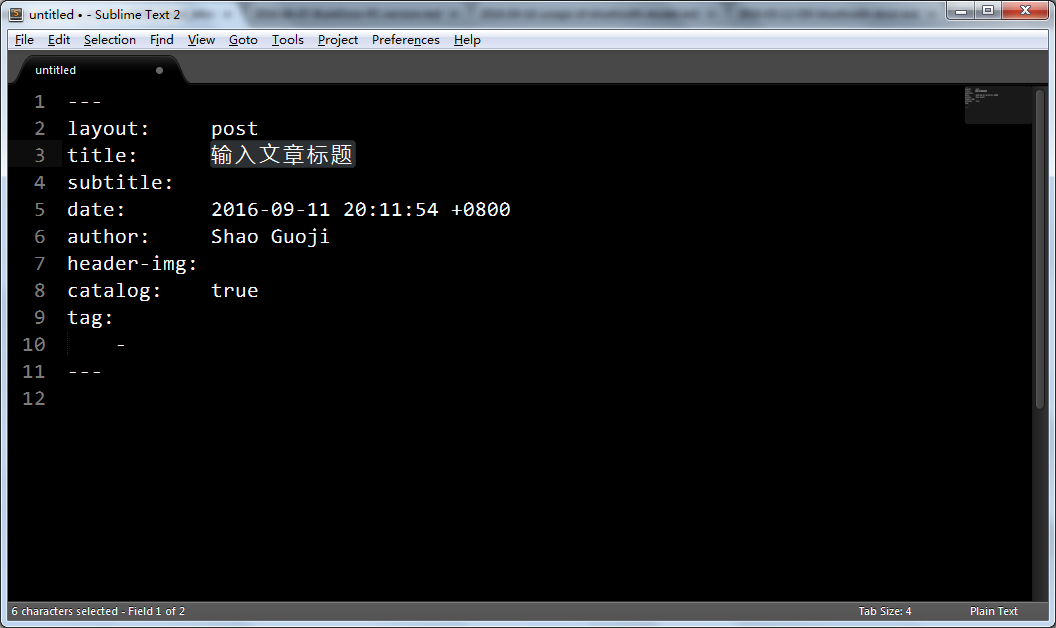 untitled • - Sublime Text 2
File Edit Selection Find View Goto Tools Project Preferences Help
untitled
1 ---
2 layout: post
3 title: 输入文章标题
4 subtitle:
5 date: 2016-09-11 20:11:54 +0800
6 author: Shao Guoji
7 header-img:
8 catalog: true
9 tag:
10 -
11 ---
12
6 characters selected - Field 1 of 2 Tab Size: 4 Plain Text